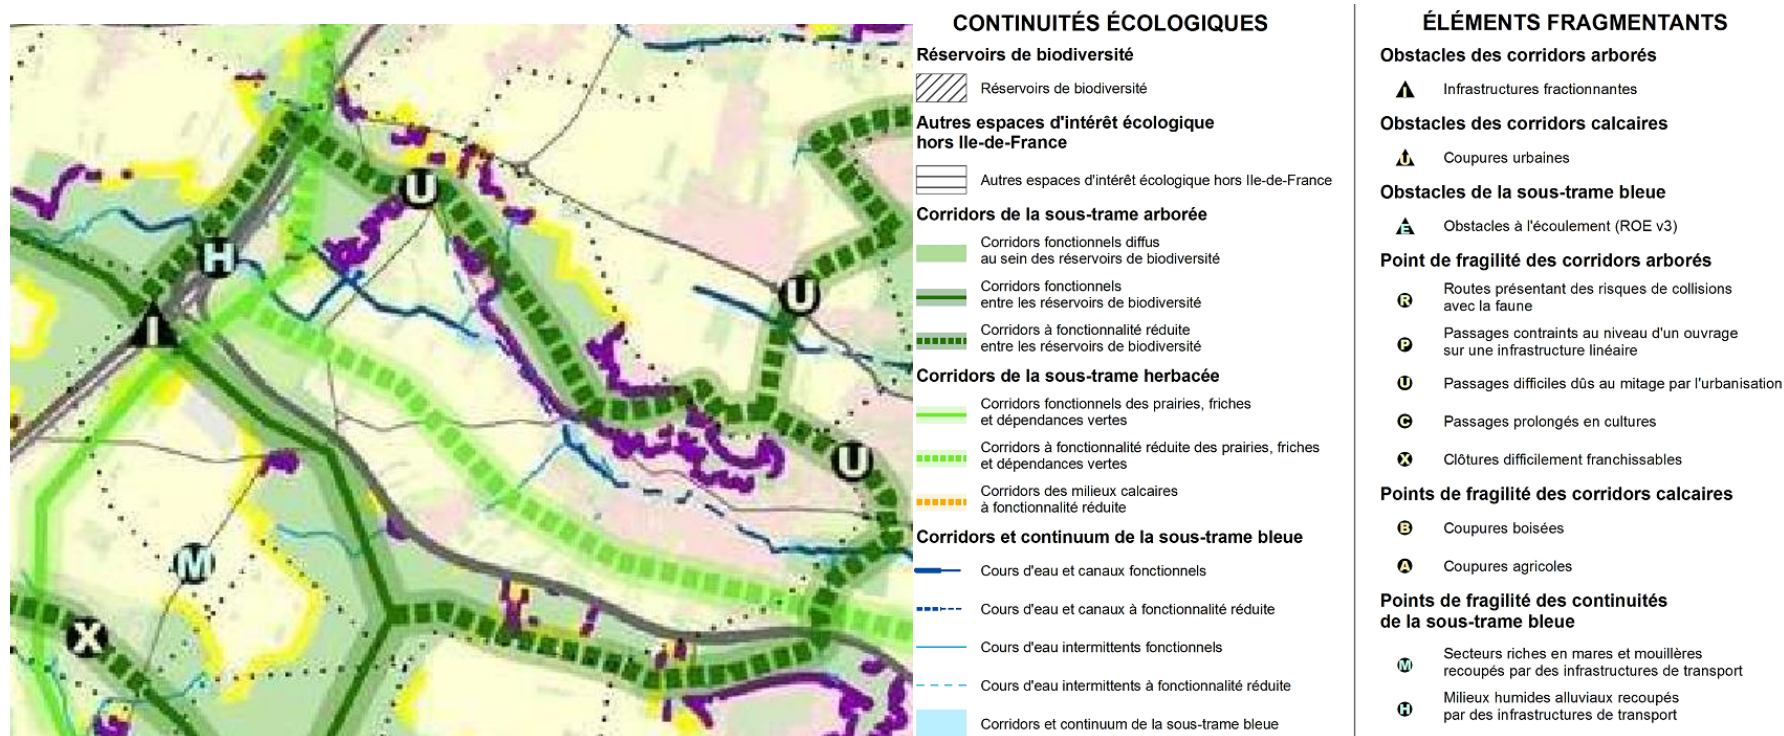 U
H
U
I
U
M
X
CONTINUITÉS ÉCOLOGIQUES
Réservoirs de biodiversité
Réservoirs de biodiversité
Autres espaces d'intérêt écologique
hors Ile-de-France
Autres espaces d'intérêt écologique hors Ile-de-France
Corridors de la sous-trame arborée
Corridors fonctionnels diffus
au sein des réservoirs de biodiversité
Corridors fonctionnels
entre les réservoirs de biodiversité
Corridors à fonctionnalité réduite
entre les réservoirs de biodiversité
Corridors de la sous-trame herbacée
Corridors fonctionnels des prairies, friches
et dépendances vertes
Corridors à fonctionnalité réduite des prairies, friches
et dépendances vertes
Corridors des milieux calcaires
à fonctionnalité réduite
Corridors et continuum de la sous-trame bleue
Cours d'eau et canaux fonctionnels
Cours d'eau et canaux à fonctionnalité réduite
Cours d'eau intermittents fonctionnels
Cours d'eau intermittents à fonctionnalité réduite
Corridors et continuum de la sous-trame bleue
ÉLÉMENTS FRAGMENTANTS
Obstacles des corridors arborés
I Infrastructures fractionnantes
Obstacles des corridors calcaires
U Coupures urbaines
Obstacles de la sous-trame bleue
E Obstacles à l'écoulement (ROE v3)
Point de fragilité des corridors arborés
R Routes présentant des risques de collisions
avec la faune
P Passages contraints au niveau d'un ouvrage
sur une infrastructure linéaire
U Passages difficiles dûs au mitage par l'urbanisation
C Passages prolongés en cultures
X Clôtures difficilement franchissables
Points de fragilité des corridors calcaires
B Coupures boisées
A Coupures agricoles
Points de fragilité des continuités
de la sous-trame bleue
M Secteurs riches en mares et mouillères
recoupés par des infrastructures de transport
H Milieux humides alluviaux recoupés
par des infrastructures de transport